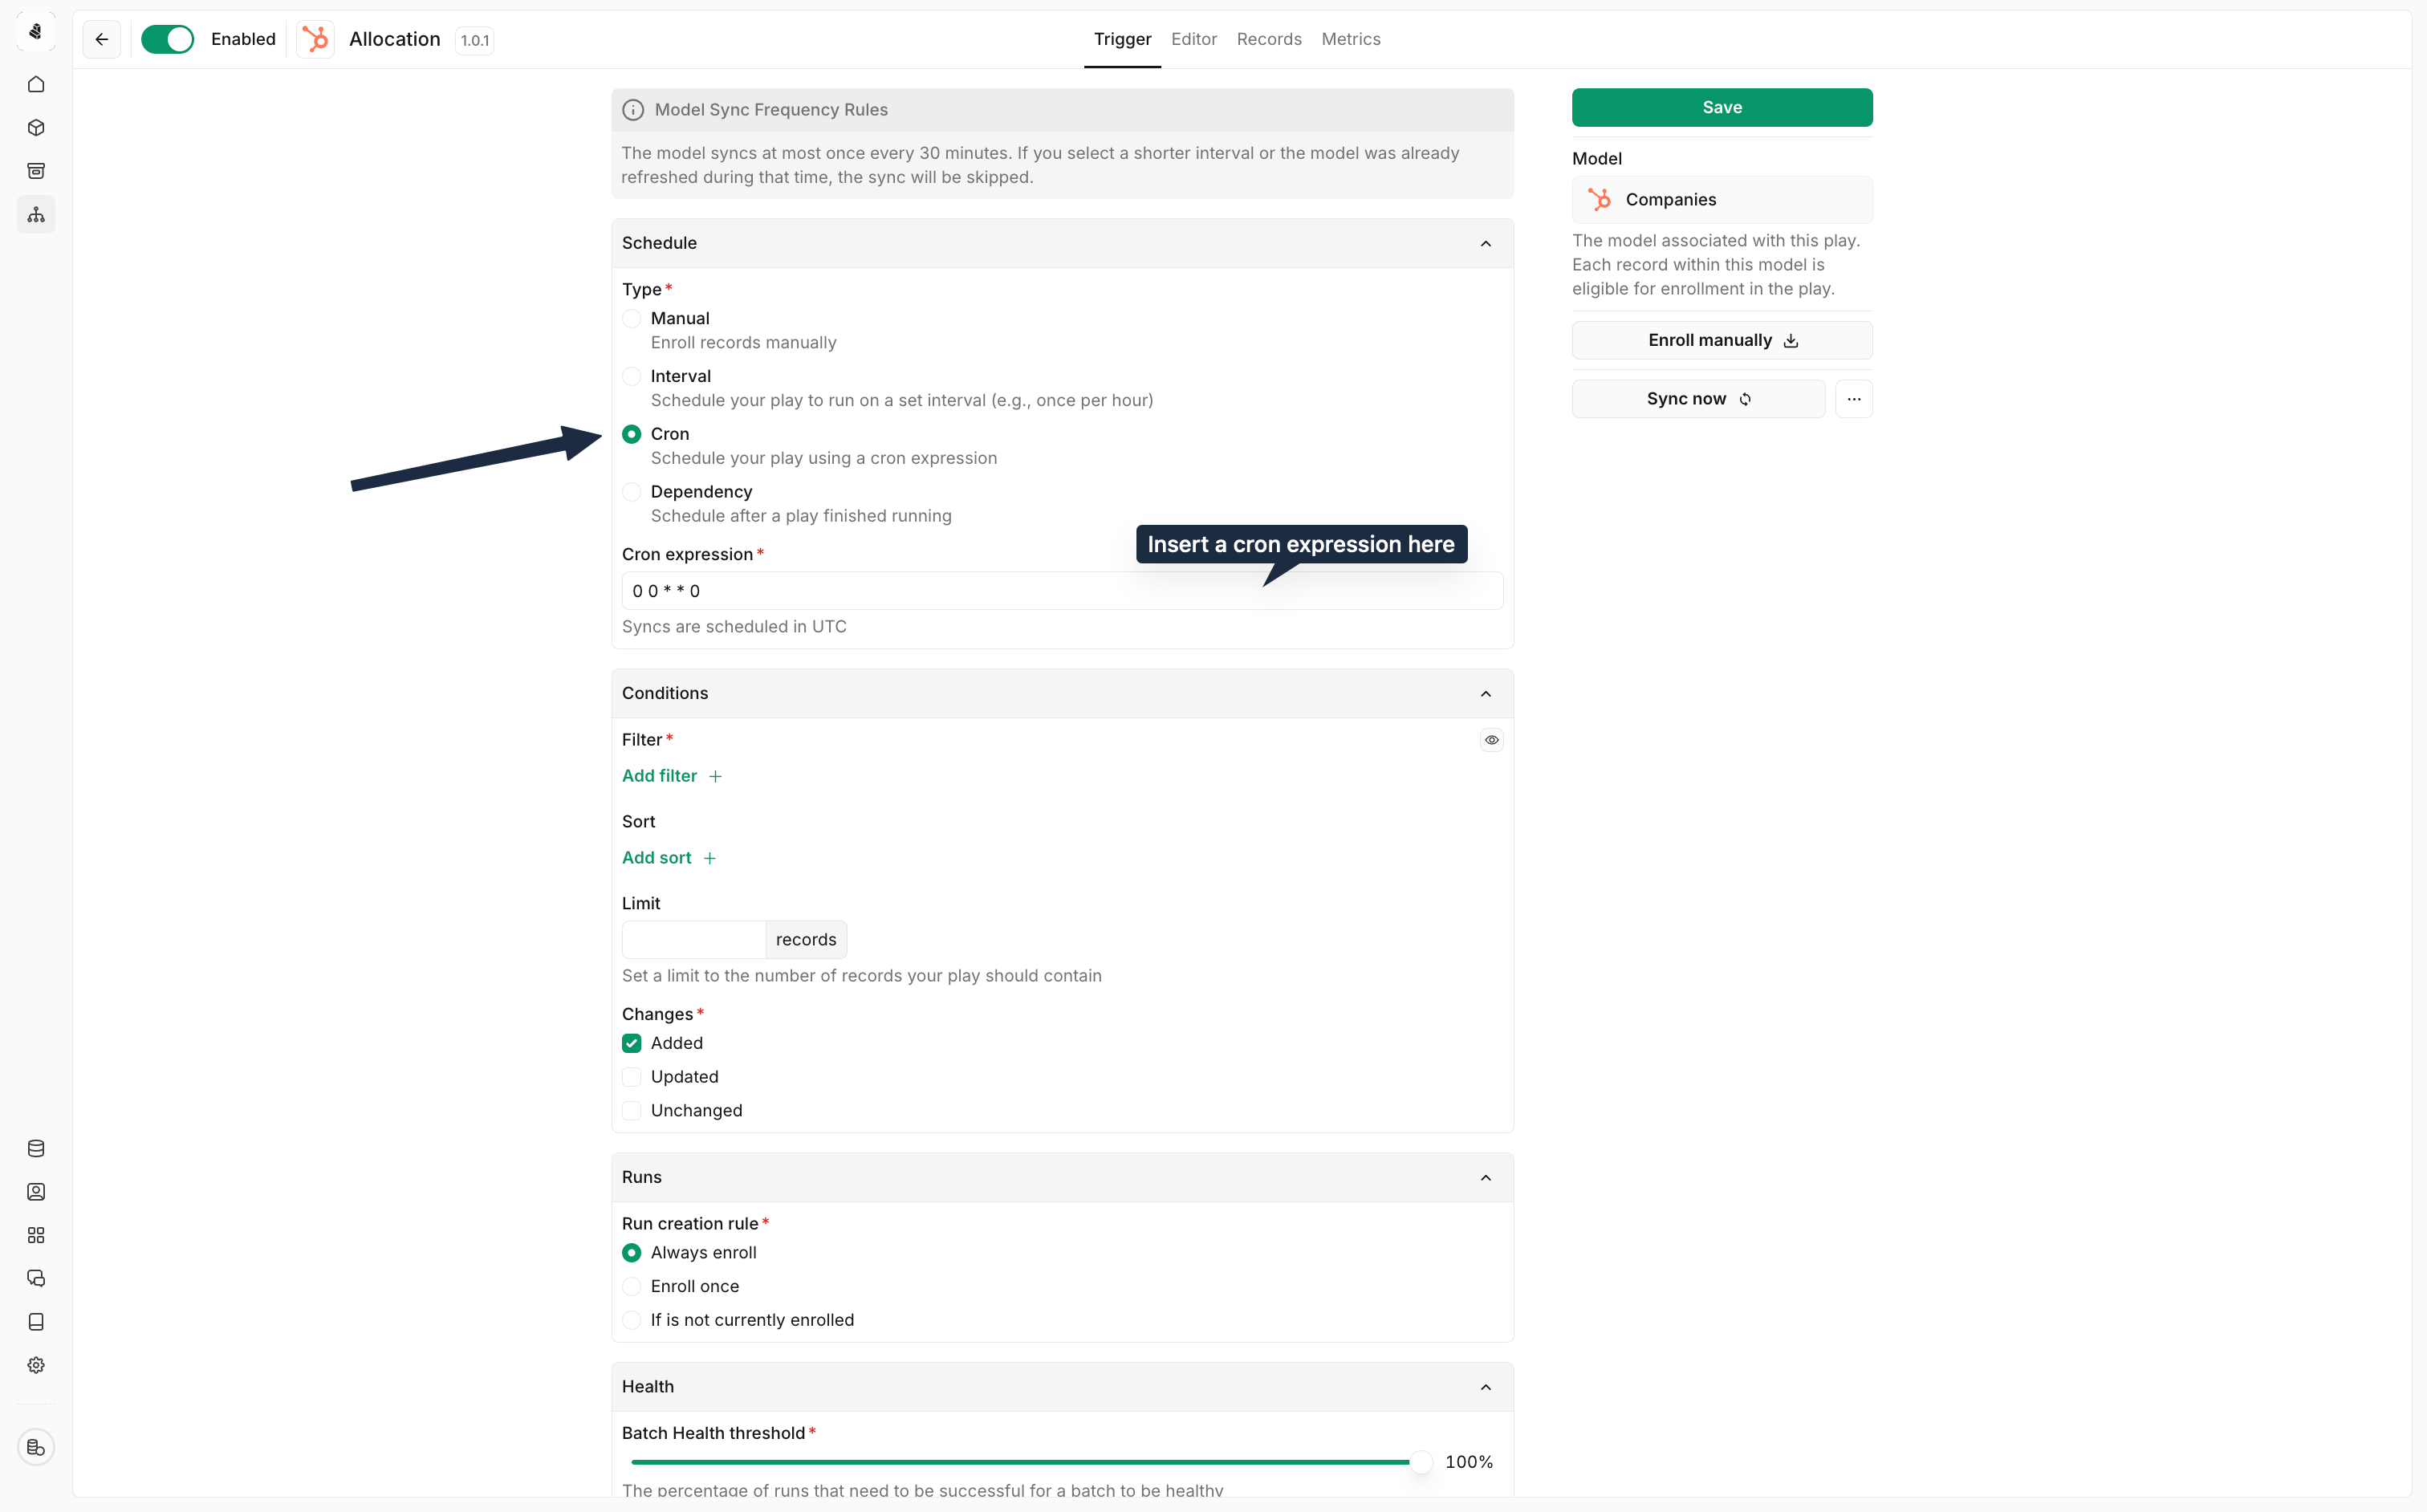 Enabled
Allocation
1.0.1
Trigger
Editor
Records
Metrics
Model Sync Frequency Rules
The model syncs at most once every 30 minutes. If you select a shorter interval or the model was already
refreshed during that time, the sync will be skipped.
Schedule
Type*
Manual
Enroll records manually
Interval
Schedule your play to run on a set interval (e.g., once per hour)
Cron
Schedule your play using a cron expression
Dependency
Schedule after a play finished running
Insert a cron expression here
Cron expression*
0 0 * * 0
Syncs are scheduled in UTC
Conditions
Filter*
Add filter +
Sort
Add sort +
Limit
records
Set a limit to the number of records your play should contain
Changes*
Added
Updated
Unchanged
Runs
Run creation rule*
Always enroll
Enroll once
If is not currently enrolled
Health
Batch Health threshold*
100%
The percentage of runs that need to be successful for a batch to be healthy
Save
Model
Companies
The model associated with this play.
Each record within this model is
eligible for enrollment in the play.
Enroll manually
Sync now